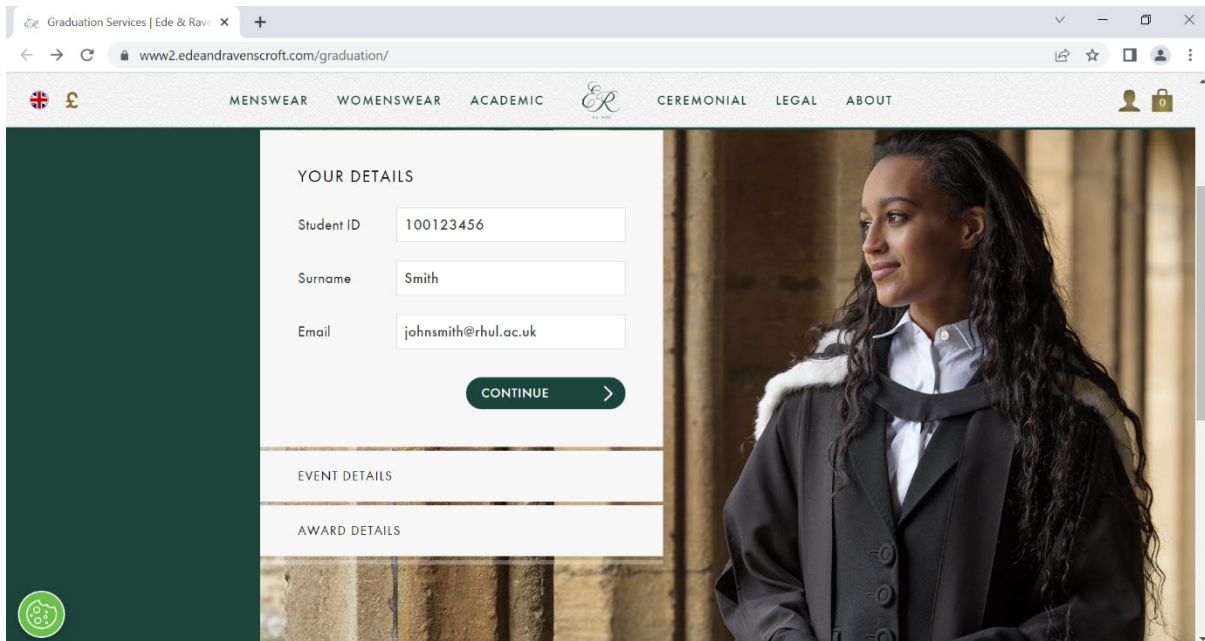 Graduation Services | Ede & Rave
www2.edeandravenscroft.com/graduation/
£
MENSWEAR WOMENSWEAR ACADEMIC ER CEREMONIAL LEGAL ABOUT
0
YOUR DETAILS
Student ID 100123456
Surname Smith
Email johnsmith@rhul.ac.uk
CONTINUE
EVENT DETAILS
AWARD DETAILS